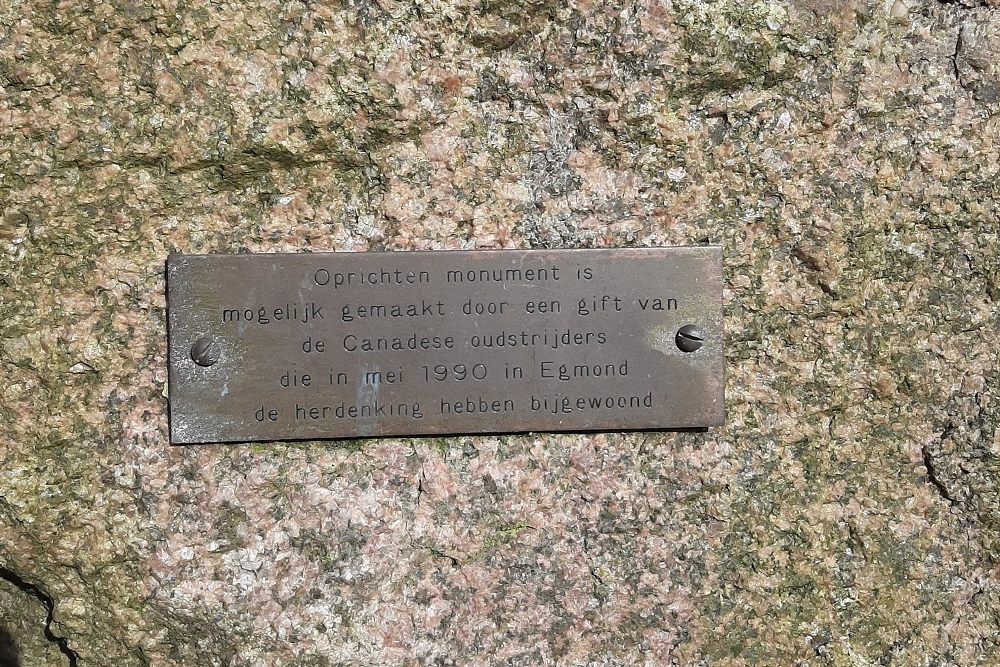 Oprichten monument is
mogelijk gemaakt door een gift van
de Canadese oudstrijders
die in mei 1990 in Egmond
de herdenking hebben bijgewoond